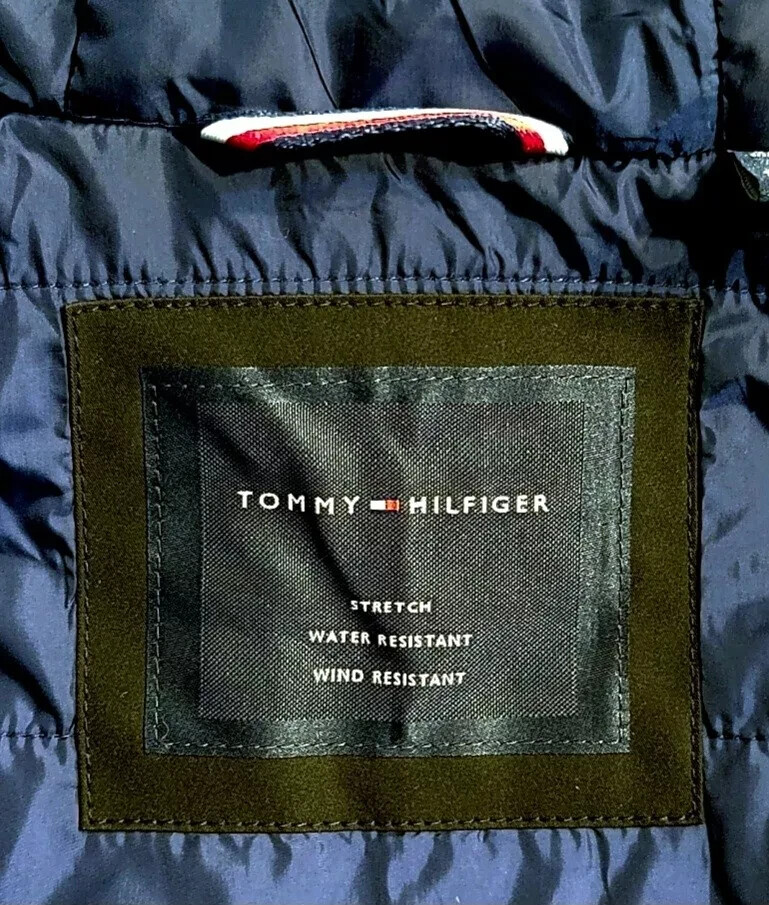 TOMMY HILFIGER
STRETCH
WATER RESISTANT
WIND RESISTANT